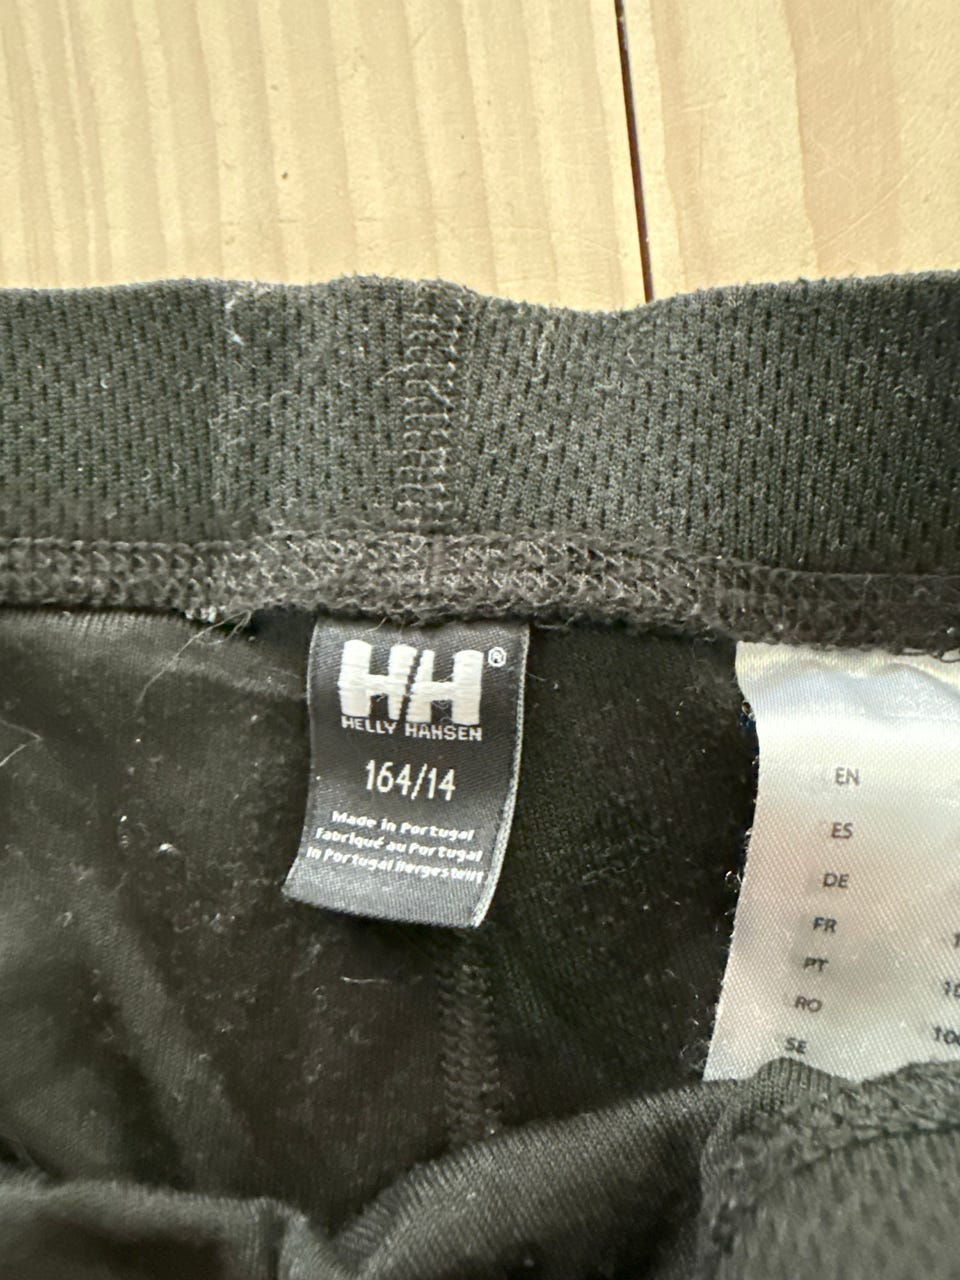 HH®
HELLY HANSEN
164/14
Made in Portugal
Fabriqué au Portugal
In Portugal Hergestellt
EN
ES
DE
FR
PT
RO
SE